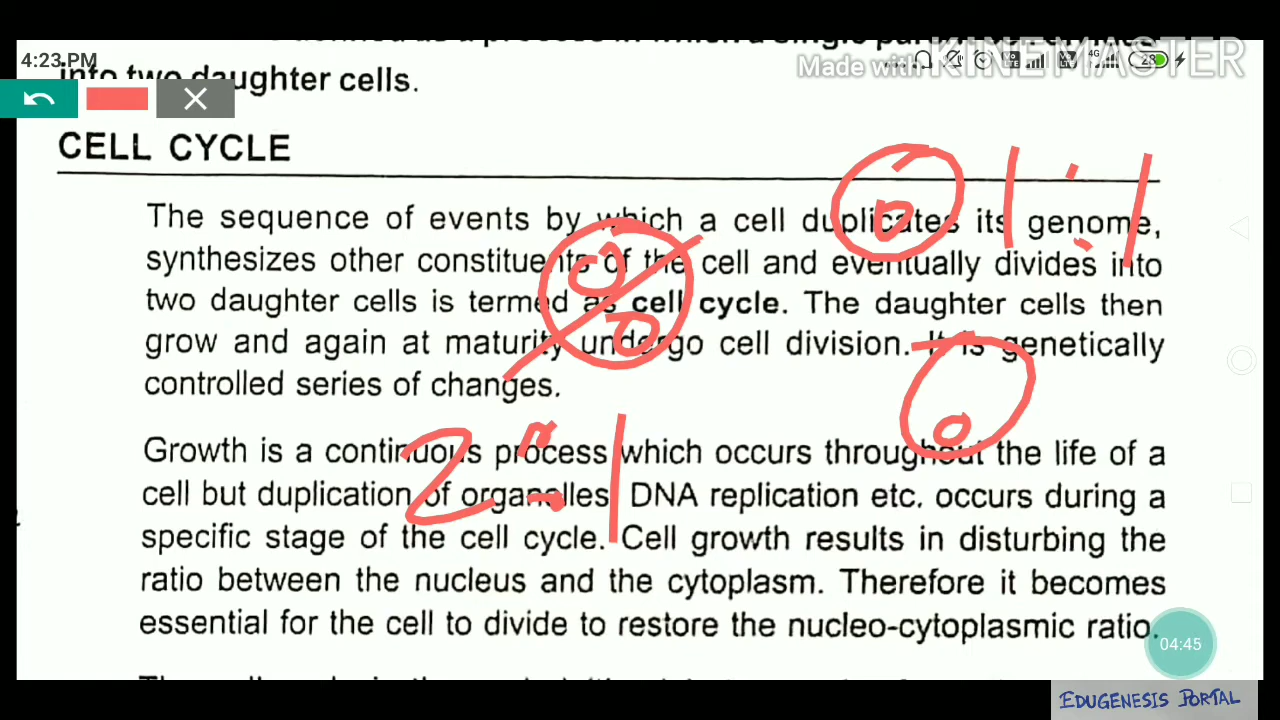 4:23 PM
Made with KINEMASTER
4G 28
into two daughter cells.
CELL CYCLE
The sequence of events by which a cell duplicates its genome,
synthesizes other constituents of the cell and eventually divides into
two daughter cells is termed as cell cycle. The daughter cells then
grow and again at maturity undergo cell division. It is genetically
controlled series of changes.
2 : 1
1 : 1
Growth is a continuous process which occurs throughout the life of a
cell but duplication of organelles, DNA replication etc. occurs during a
specific stage of the cell cycle. Cell growth results in disturbing the
ratio between the nucleus and the cytoplasm. Therefore it becomes
essential for the cell to divide to restore the nucleo-cytoplasmic ratio.
04:45
EDUGENESIS PORTAL